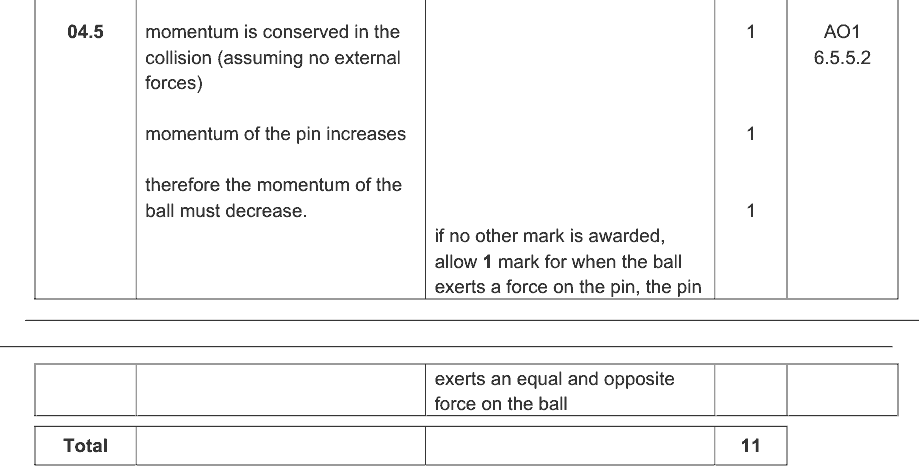 04.5
momentum is conserved in the
collision (assuming no external
forces)
1
AO1
6.5.5.2
momentum of the pin increases
1
therefore the momentum of the
ball must decrease.
1
if no other mark is awarded,
allow 1 mark for when the ball
exerts a force on the pin, the pin
exerts an equal and opposite
force on the ball
Total
11